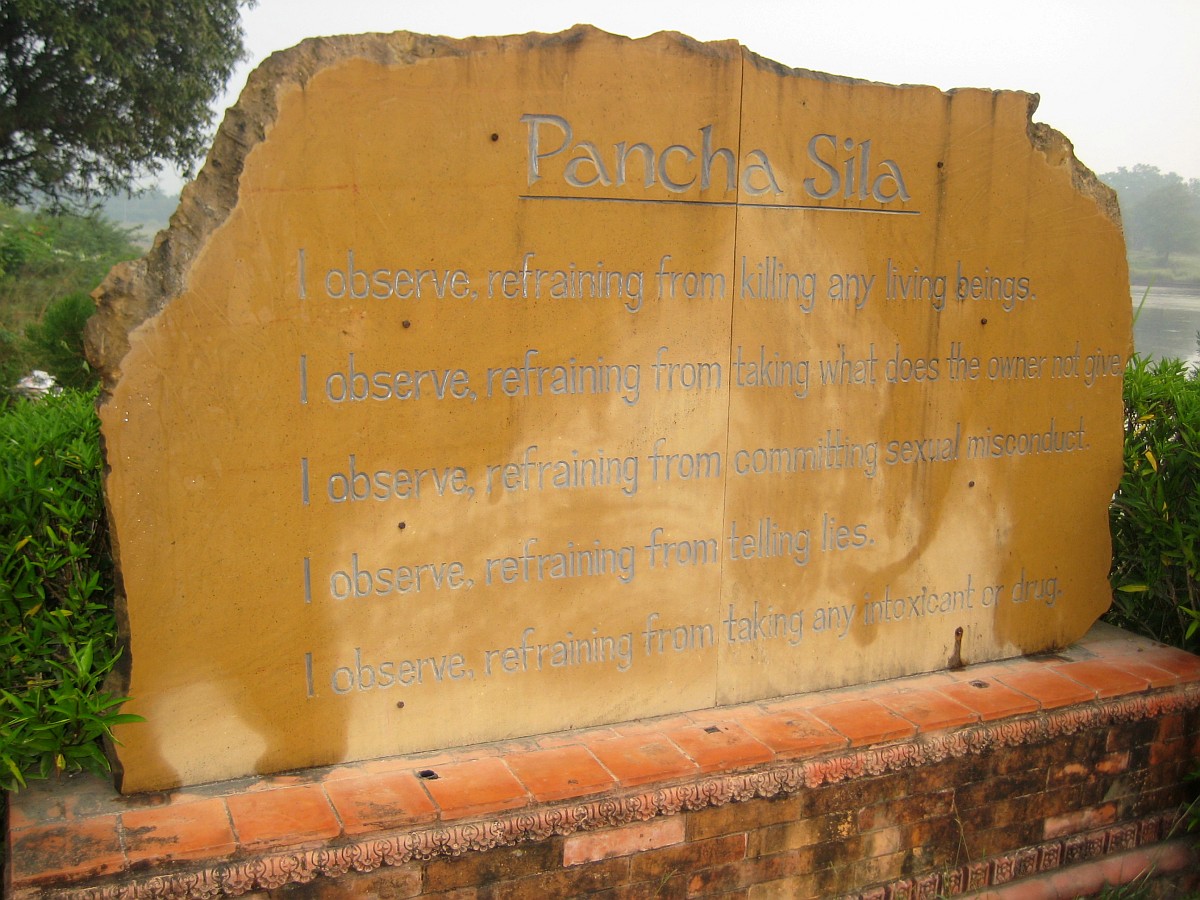 Pancha Sila
I observe, refraining from killing any living beings.
I observe, refraining from taking what does the owner not give.
I observe, refraining from committing sexual misconduct.
I observe, refraining from telling lies.
I observe, refraining from taking any intoxicant or drug.